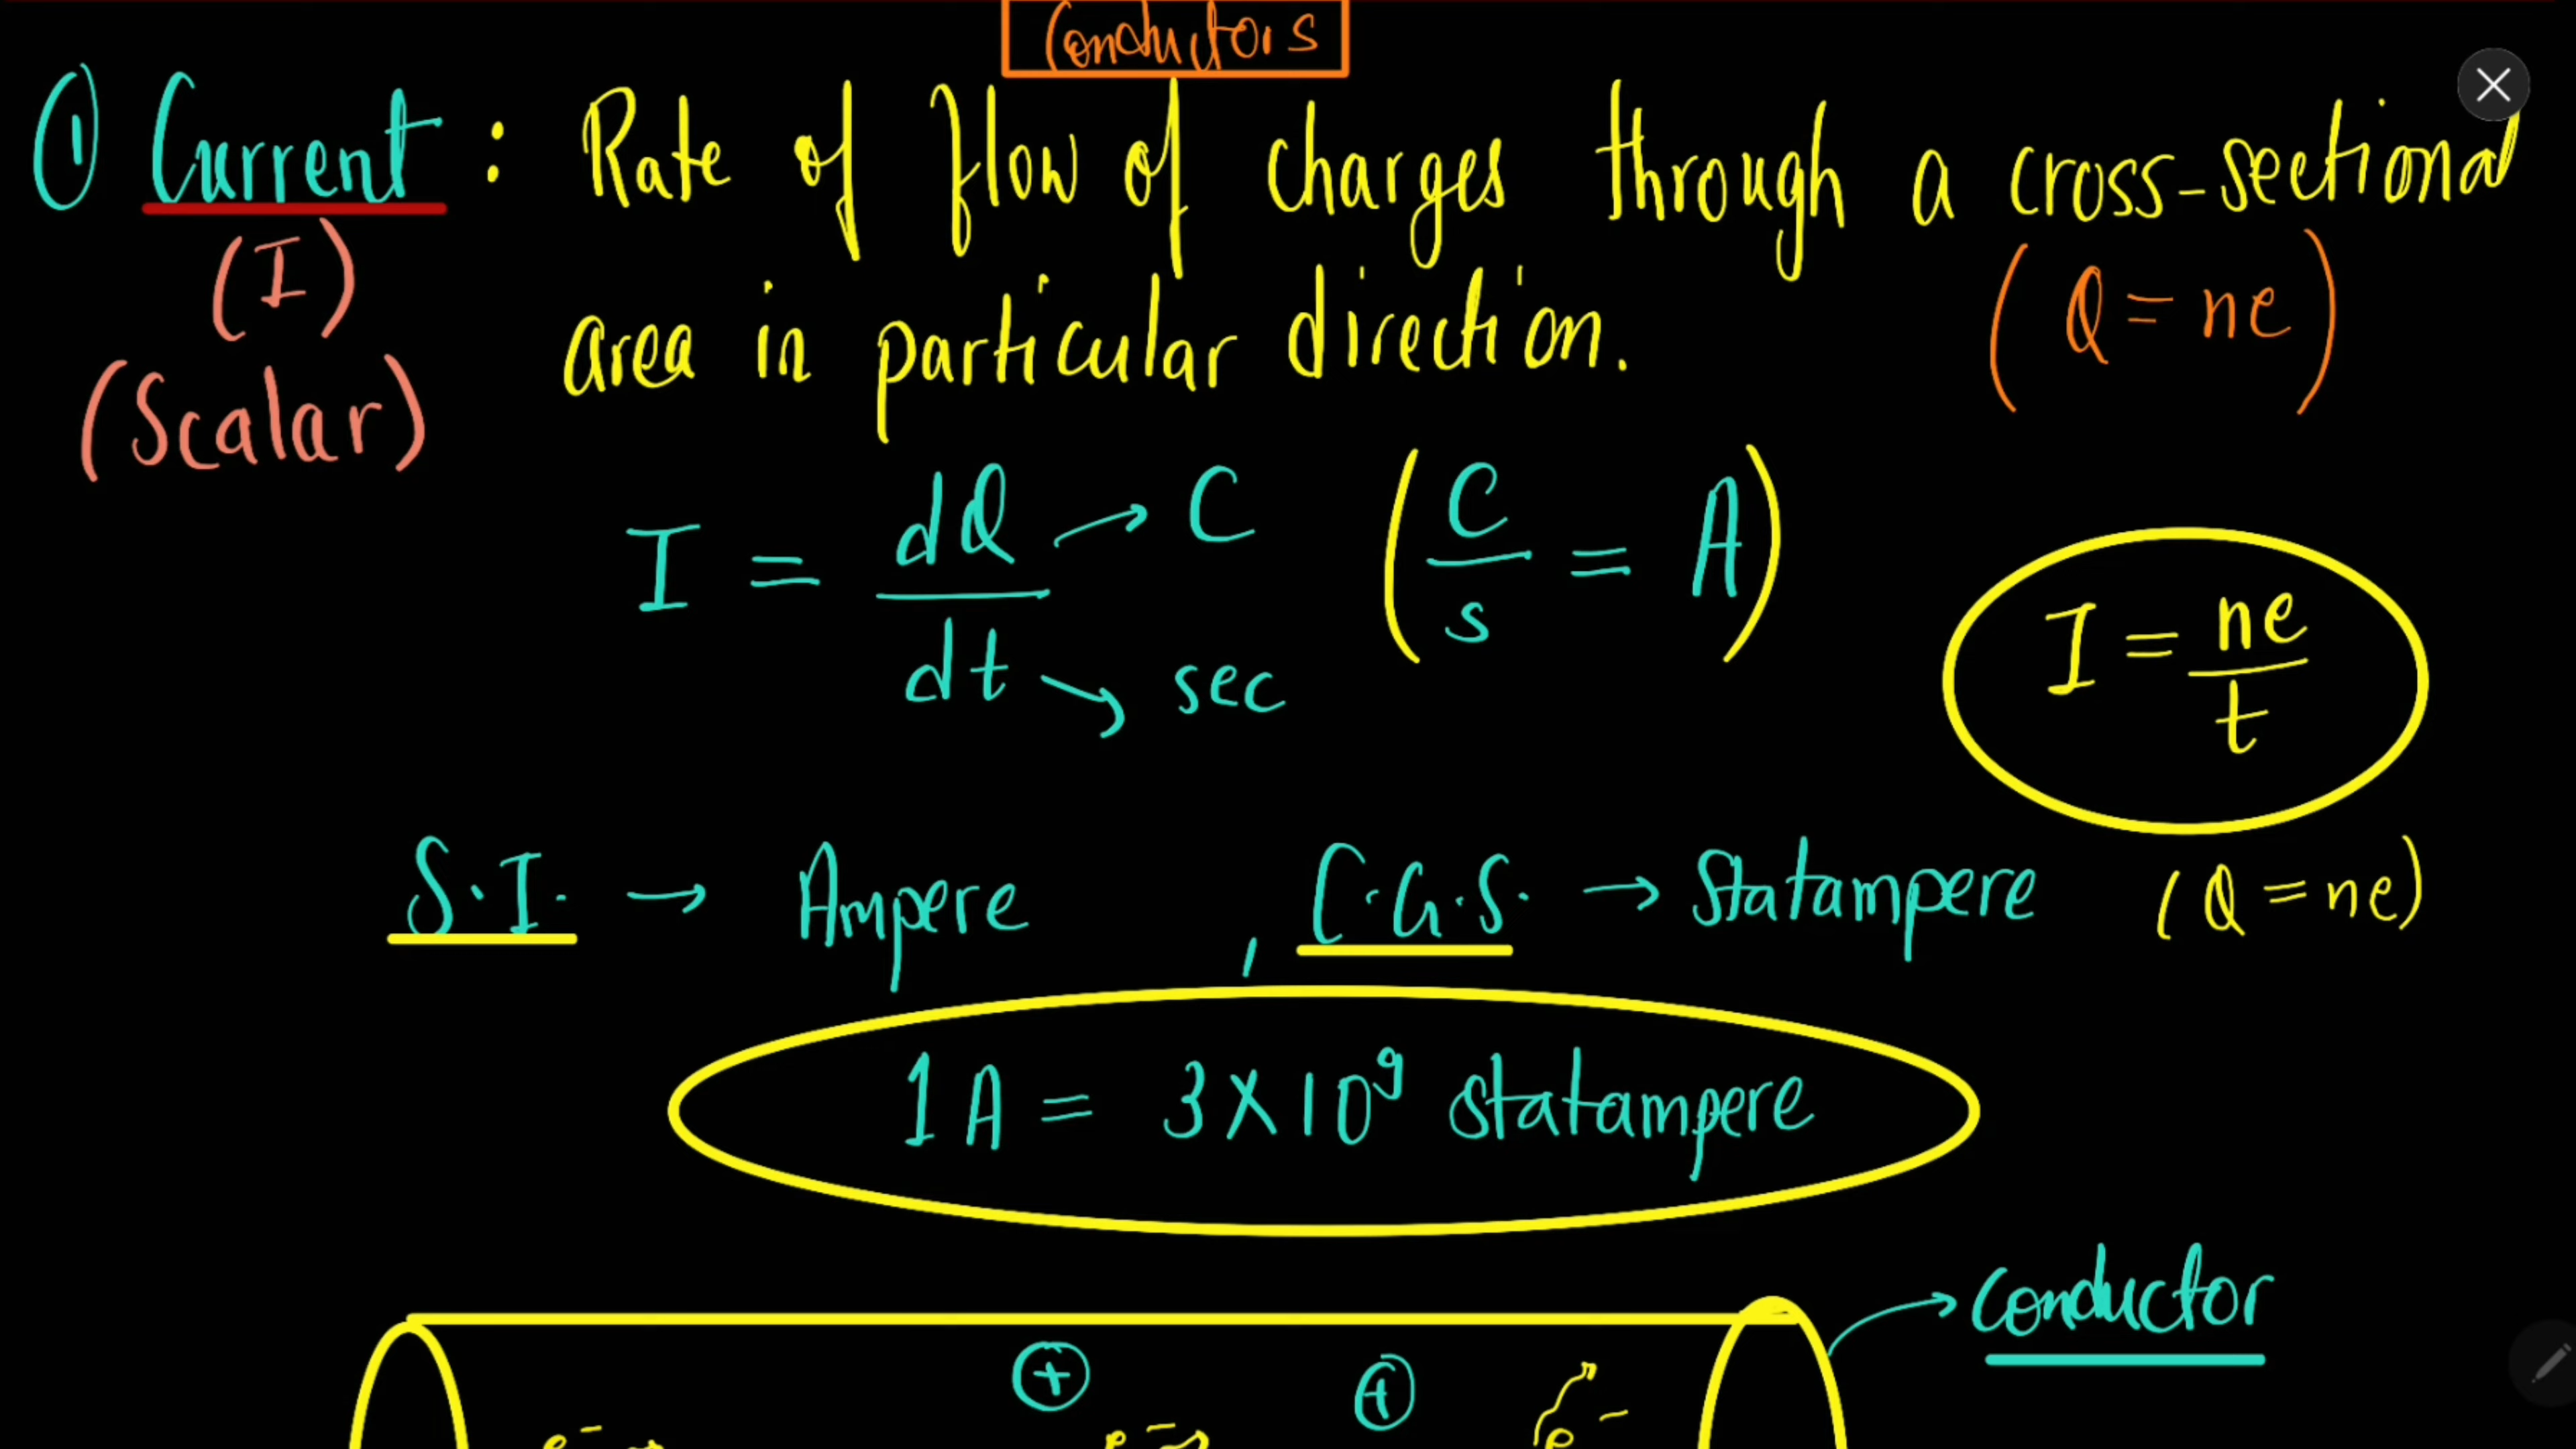 Conductors
① Current : Rate of flow of charges through a cross-sectional
(I)
area in particular direction.
(Q = ne)
(Scalar)
I = dQ/dt → C (C/s = A)
→ sec
I = ne/t
S.I. → Ampere , C.G.S. → Statampere (Q = ne)
1 A = 3 X 10⁹ statampere
→ conductor
+ +
e⁻ e⁻ e⁻